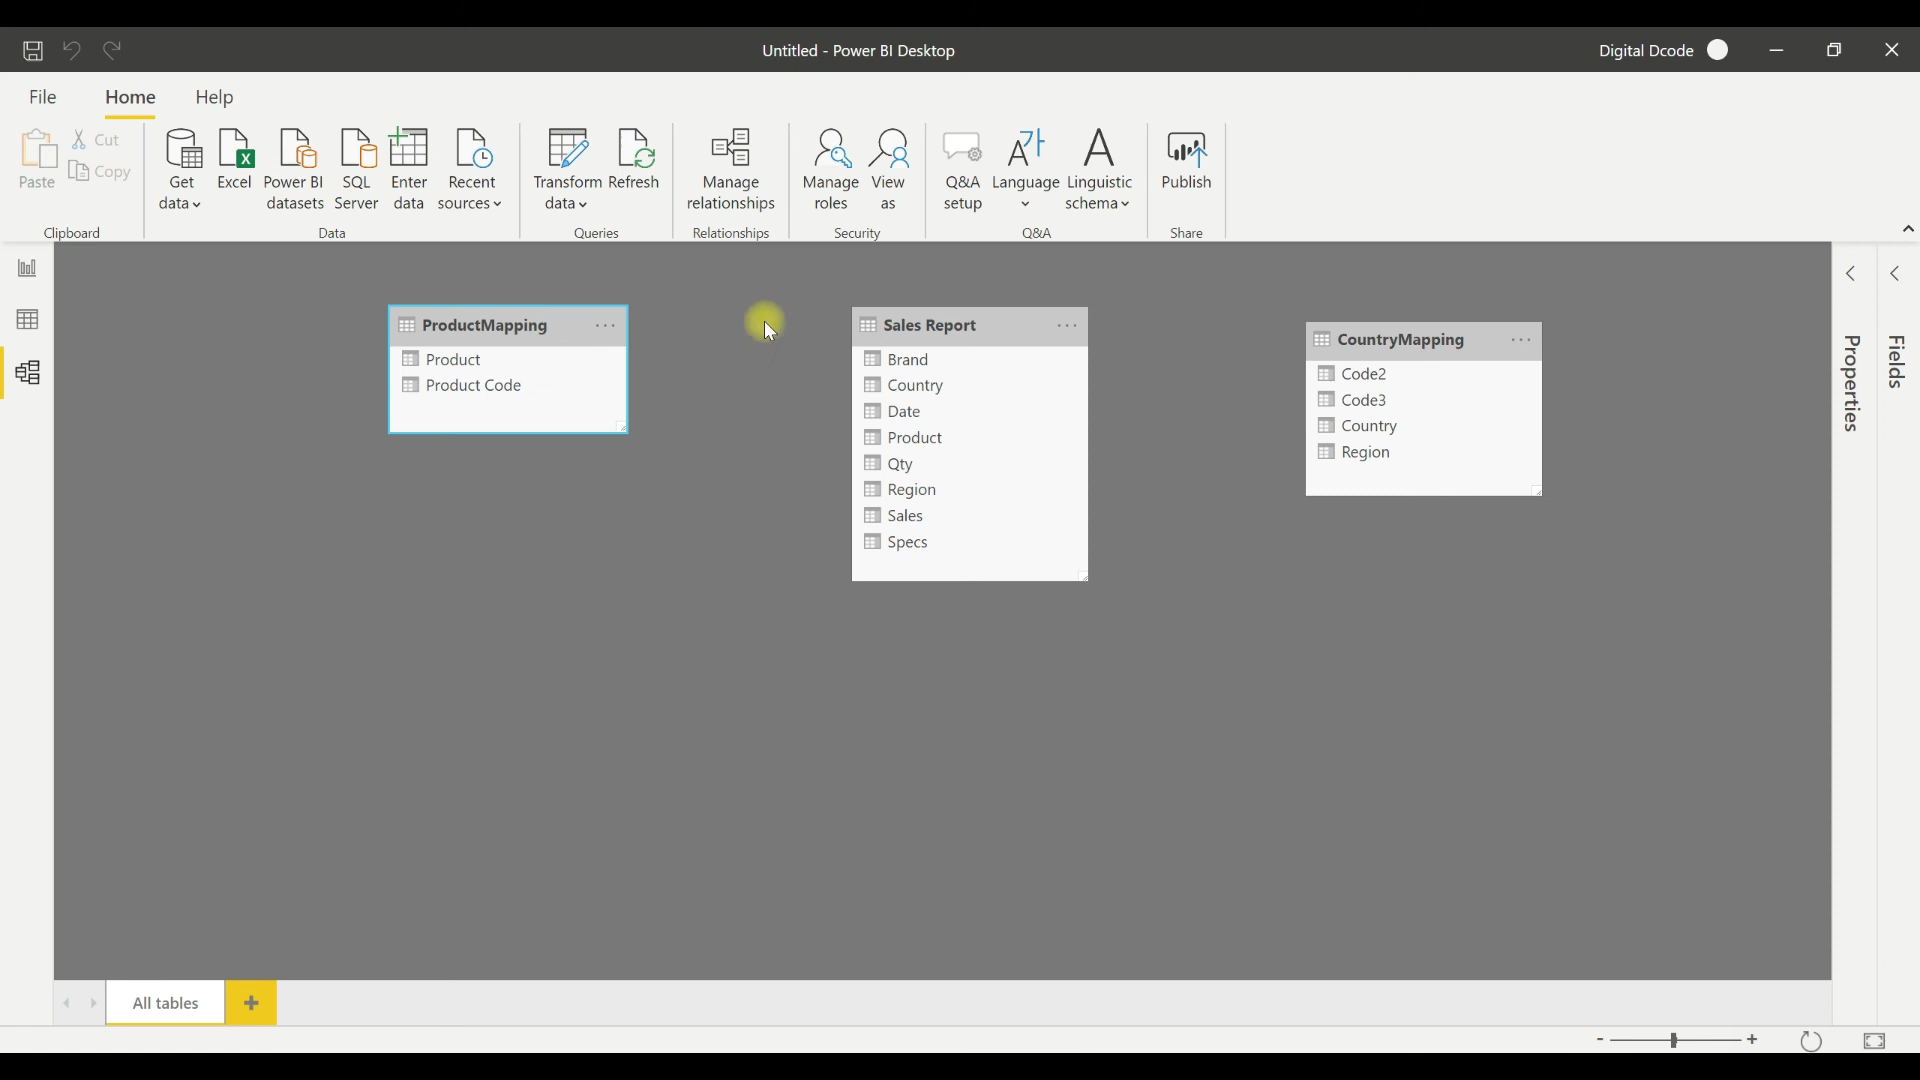 Untitled - Power BI Desktop
Digital Dcode
File
Home
Help
Paste
Cut
Copy
Clipboard
Get data
Excel
Power BI datasets
SQL Server
Enter data
Recent sources
Data
Transform data
Refresh
Queries
Manage relationships
Relationships
Manage roles
View as
Security
Q&A setup
Language
Linguistic schema
Q&A
Publish
Share
ProductMapping
Product
Product Code
Sales Report
Brand
Country
Date
Product
Qty
Region
Sales
Specs
CountryMapping
Code2
Code3
Country
Region
Properties
Fields
All tables